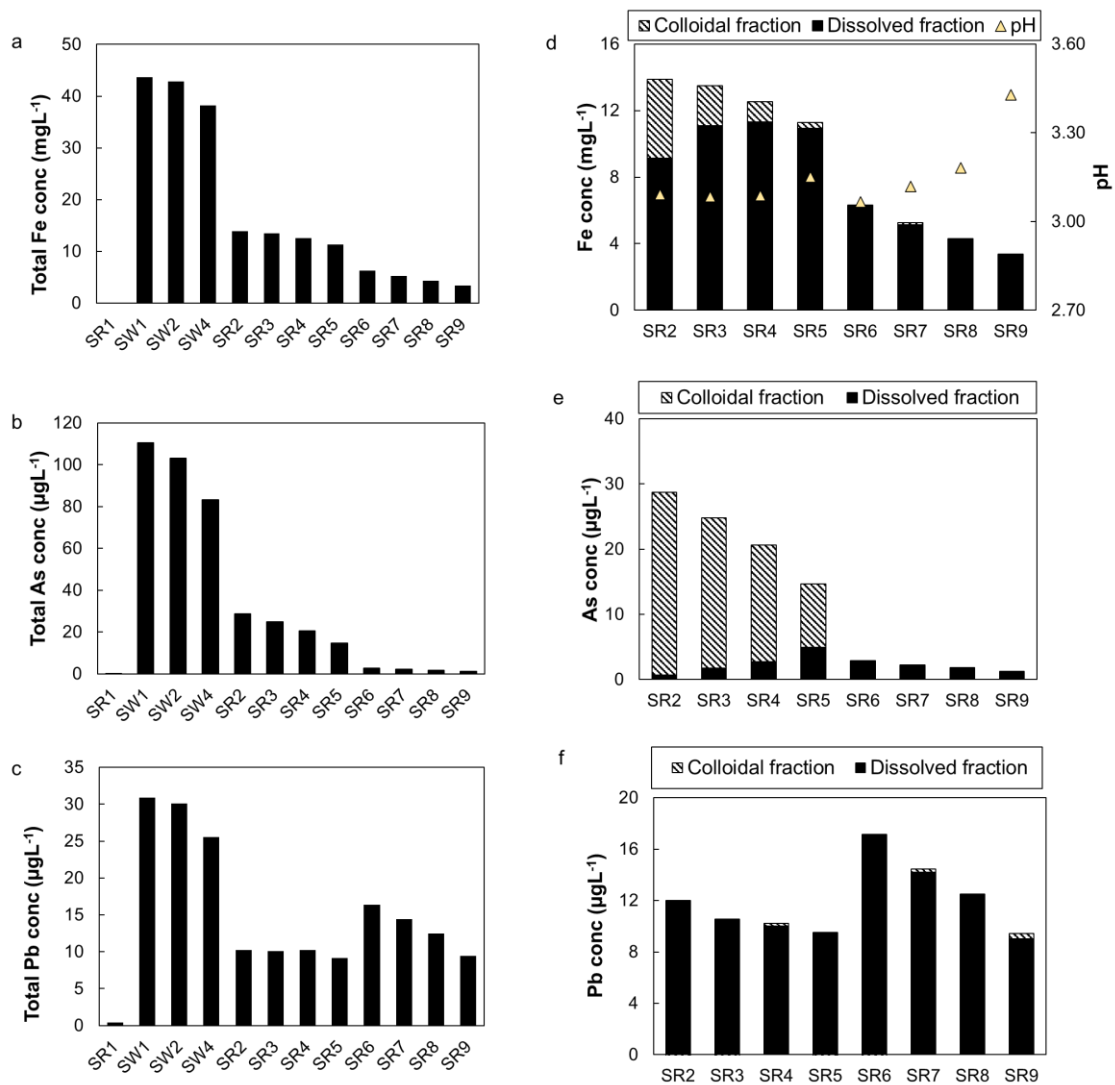 a
50
40
30
20
10
0
Total Fe conc (mgL-1)
SR1 SW1 SW2 SW4 SR2 SR3 SR4 SR5 SR6 SR7 SR8 SR9
b
120
100
80
60
40
20
0
Total As conc (µgL-1)
SR1 SW1 SW2 SW4 SR2 SR3 SR4 SR5 SR6 SR7 SR8 SR9
c
35
30
25
20
15
10
5
0
Total Pb conc (µgL-1)
SR1 SW1 SW2 SW4 SR2 SR3 SR4 SR5 SR6 SR7 SR8 SR9
d
Colloidal fraction Dissolved fraction pH
16
12
8
4
0
Fe conc (mgL-1)
3.60
3.30
3.00
2.70
pH
SR2 SR3 SR4 SR5 SR6 SR7 SR8 SR9
e
Colloidal fraction Dissolved fraction
40
30
20
10
0
As conc (µgL-1)
SR2 SR3 SR4 SR5 SR6 SR7 SR8 SR9
f
Colloidal fraction Dissolved fraction
20
16
12
8
4
0
Pb conc (µgL-1)
SR2 SR3 SR4 SR5 SR6 SR7 SR8 SR9